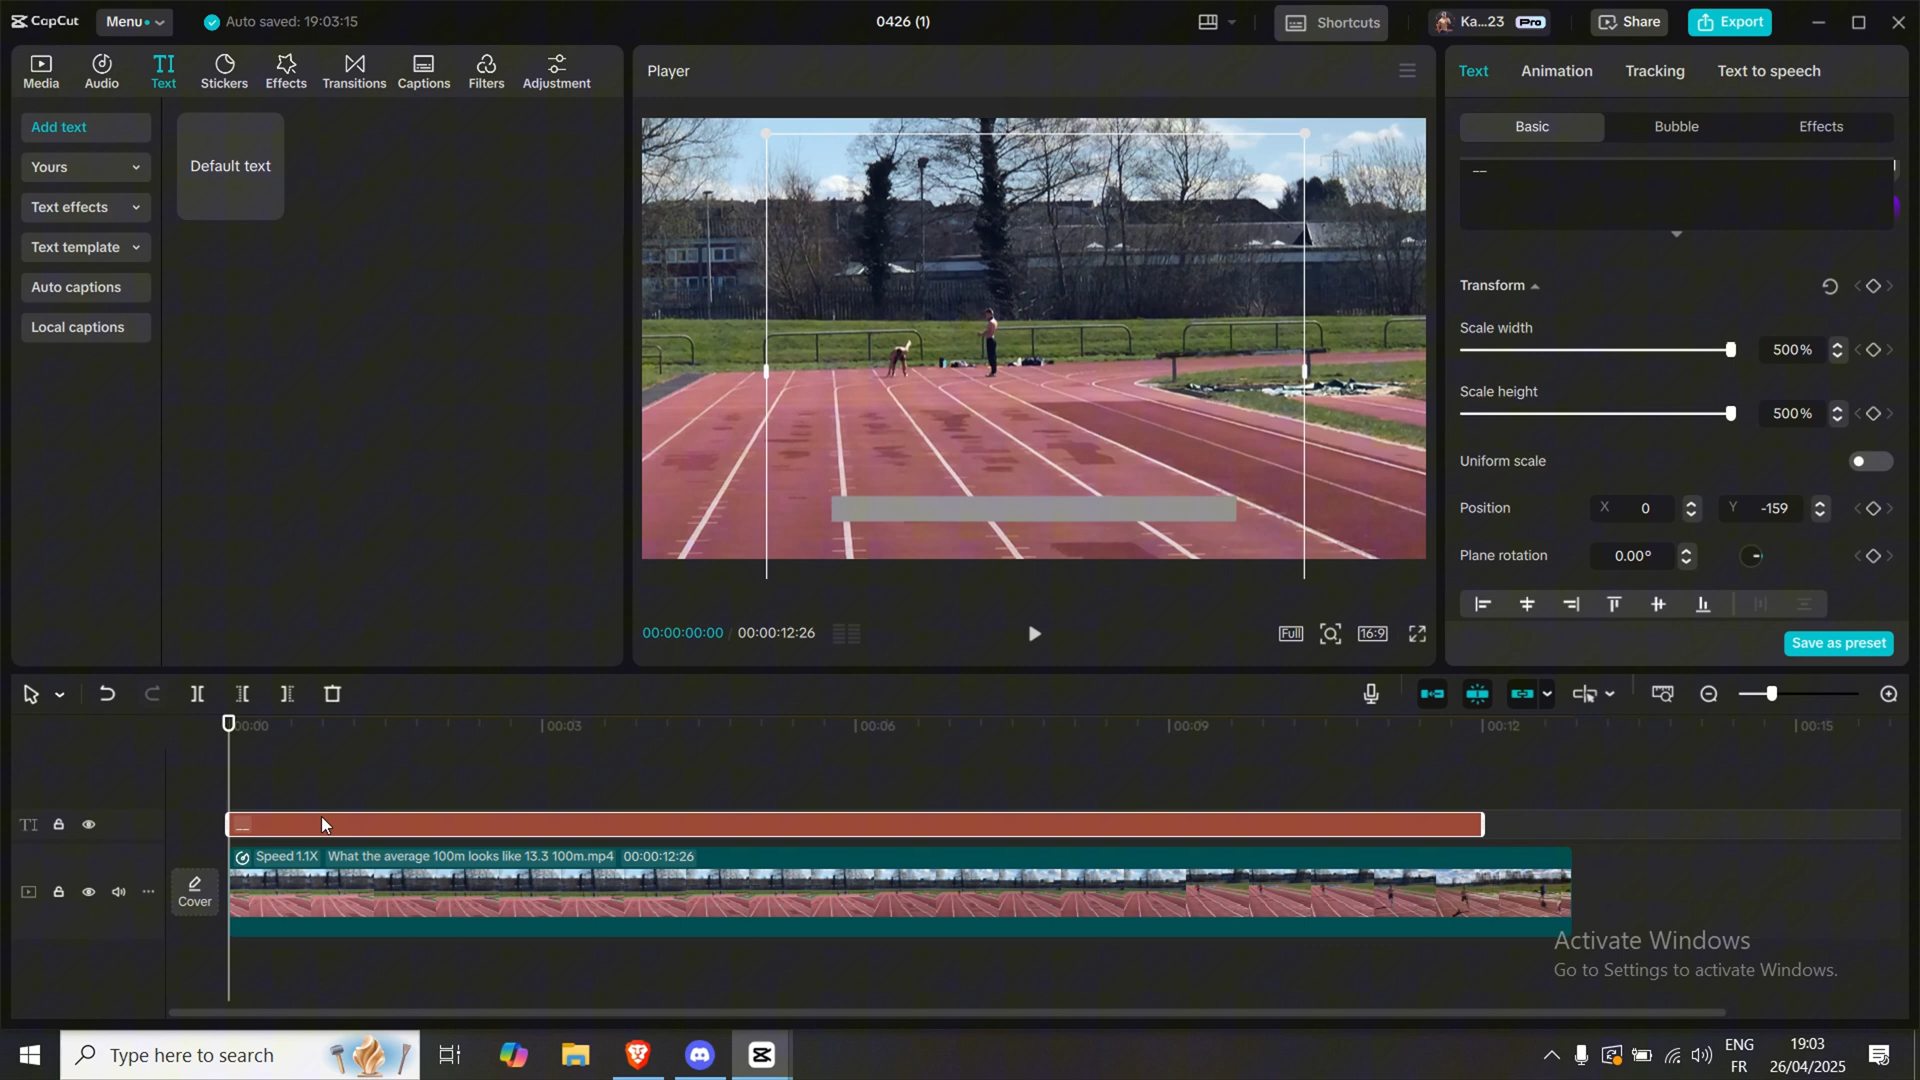 CapCut
Menu
Auto saved: 19:03:15
0426 (1)
Shortcuts
Ka...23
Pro
Share
Export
Media
Audio
TI
Text
Stickers
Effects
Transitions
Captions
Filters
Adjustment
Add text
Yours
Text effects
Text template
Auto captions
Local captions
Default text
Player
00:00:00:00 / 00:00:12:26
Full
16:9
Text
Animation
Tracking
Text to speech
Basic
Bubble
Effects
__
Transform
Scale width
500%
Scale height
500%
Uniform scale
Position
X 0
Y -159
Plane rotation
0.00°
Save as preset
00:00
00:03
00:06
00:09
00:12
00:15
TI
__
Cover
Speed 1.1X What the average 100m looks like 13.3 100m.mp4 00:00:12:26
Activate Windows
Go to Settings to activate Windows.
Type here to search
ENG
FR
19:03
26/04/2025